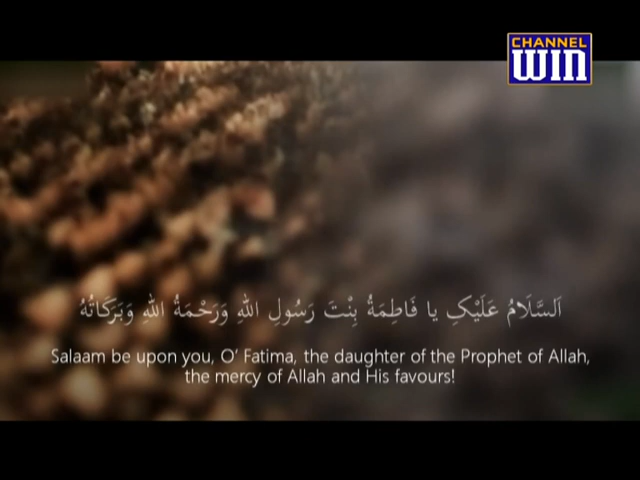 CHANNEL
WIN
اَلسَّلَامُ عَلَيْكِ يا فَاطِمَةُ بِنْتَ رَسُولِ اللهِ وَرَحْمَةُ اللهِ وَبَرَكَاتُهُ
Salaam be upon you, O’ Fatima, the daughter of the Prophet of Allah,
the mercy of Allah and His favours!